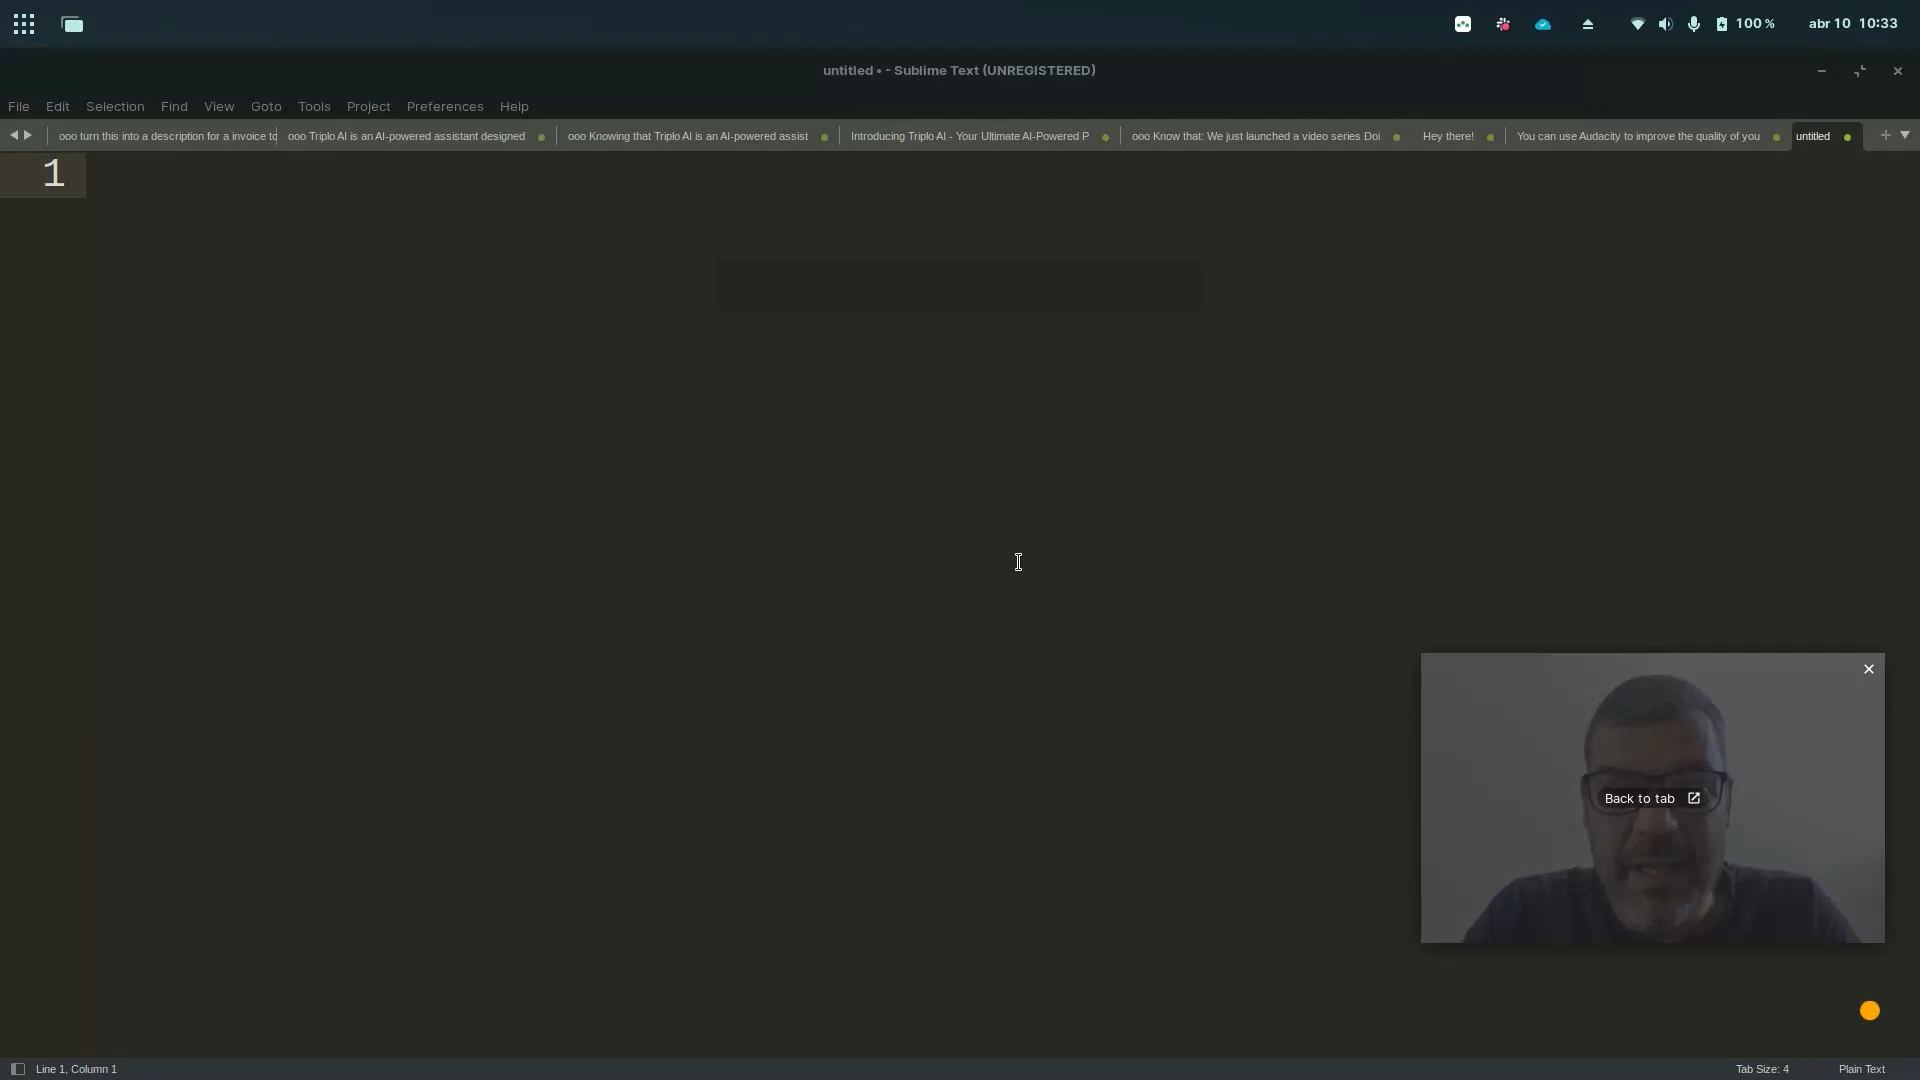 100 %
abr 10 10:33
untitled • - Sublime Text (UNREGISTERED)
File Edit Selection Find View Goto Tools Project Preferences Help
ooo turn this into a description for a invoice to ooo Triplo AI is an AI-powered assistant designed ooo Knowing that Triplo AI is an AI-powered assist Introducing Triplo AI - Your Ultimate AI-Powered P ooo Know that: We just launched a video series Doi Hey there! You can use Audacity to improve the quality of you untitled
1
Back to tab
Line 1, Column 1
Tab Size: 4
Plain Text